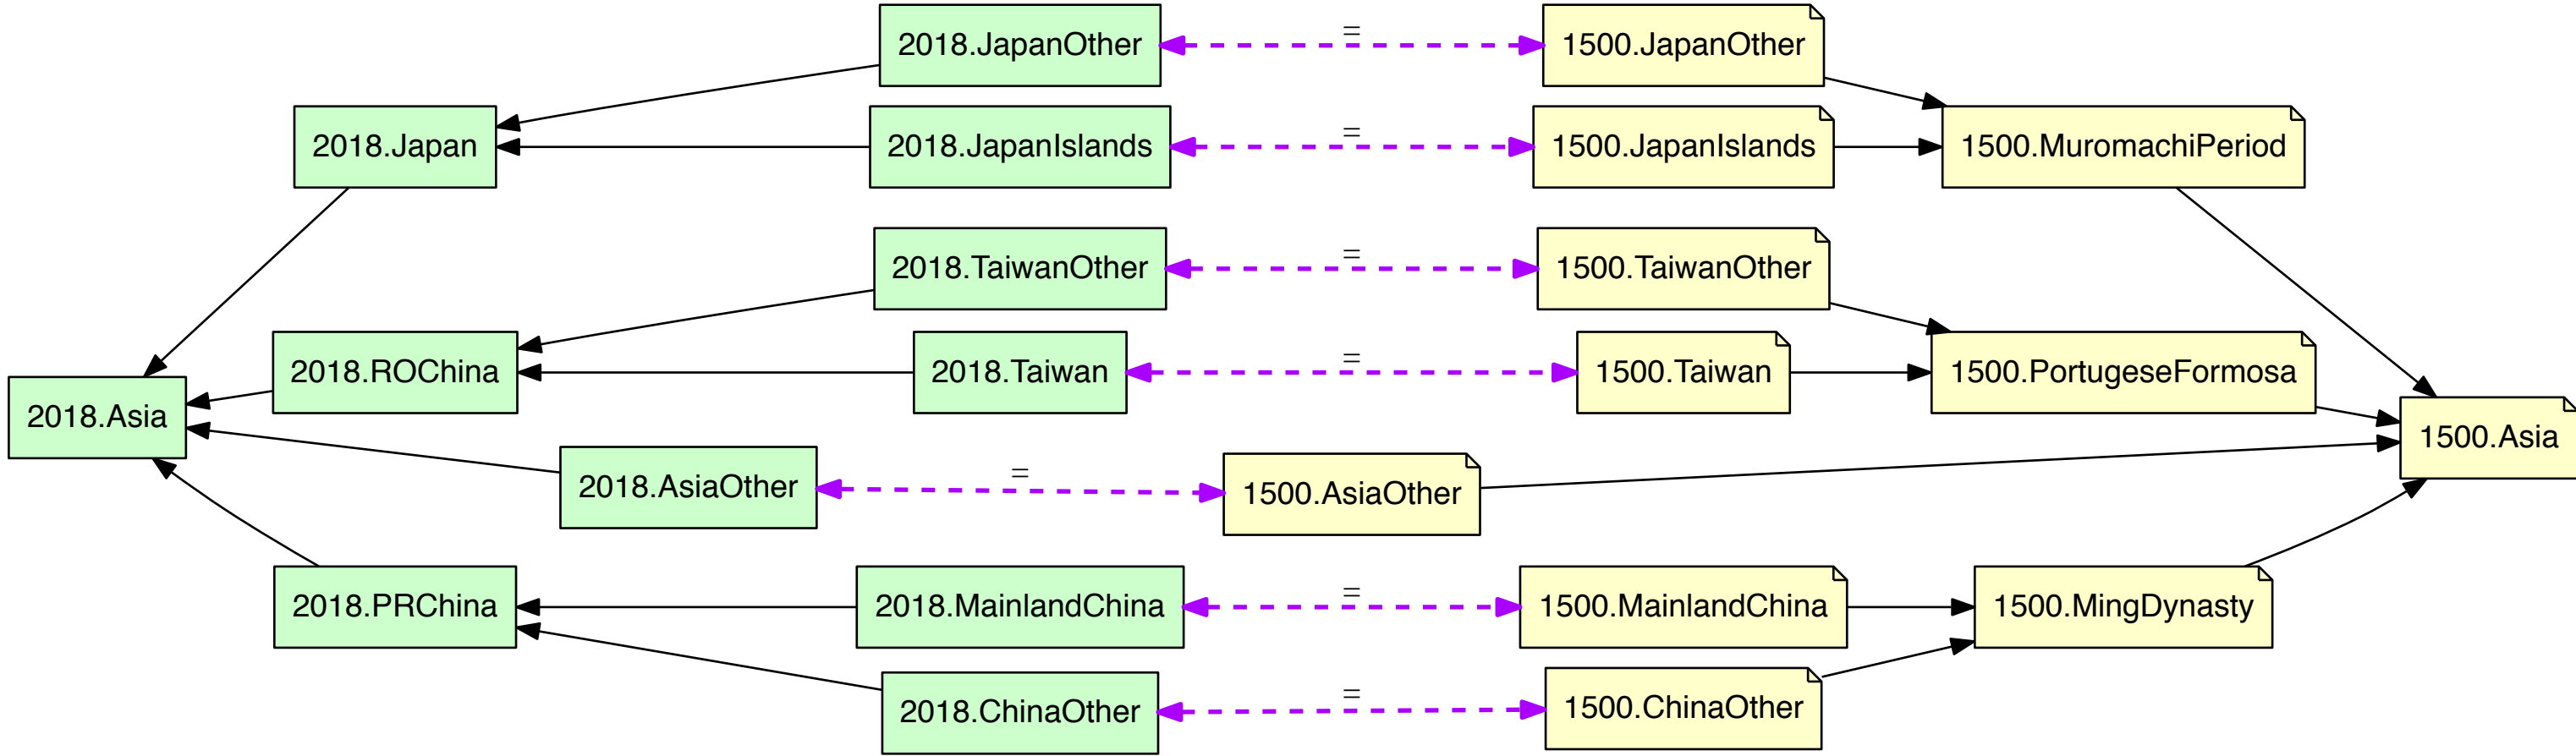 2018.JapanOther
=
1500.JapanOther
2018.Japan
2018.JapanIslands
=
1500.JapanIslands
1500.MuromachiPeriod
2018.TaiwanOther
=
1500.TaiwanOther
2018.ROChina
2018.Taiwan
=
1500.Taiwan
1500.PortugeseFormosa
2018.Asia
1500.Asia
2018.AsiaOther
=
1500.AsiaOther
2018.PRChina
2018.MainlandChina
=
1500.MainlandChina
1500.MingDynasty
2018.ChinaOther
=
1500.ChinaOther